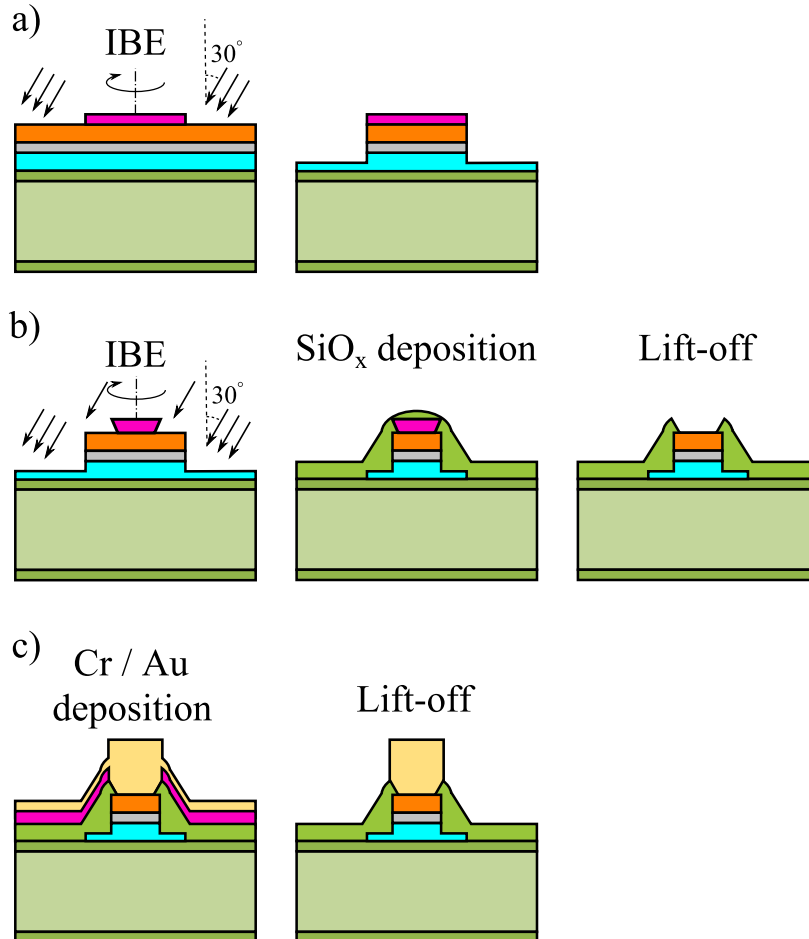 a)
IBE
30°
b)
IBE
30°
SiOx deposition
Lift-off
c)
Cr / Au
deposition
Lift-off